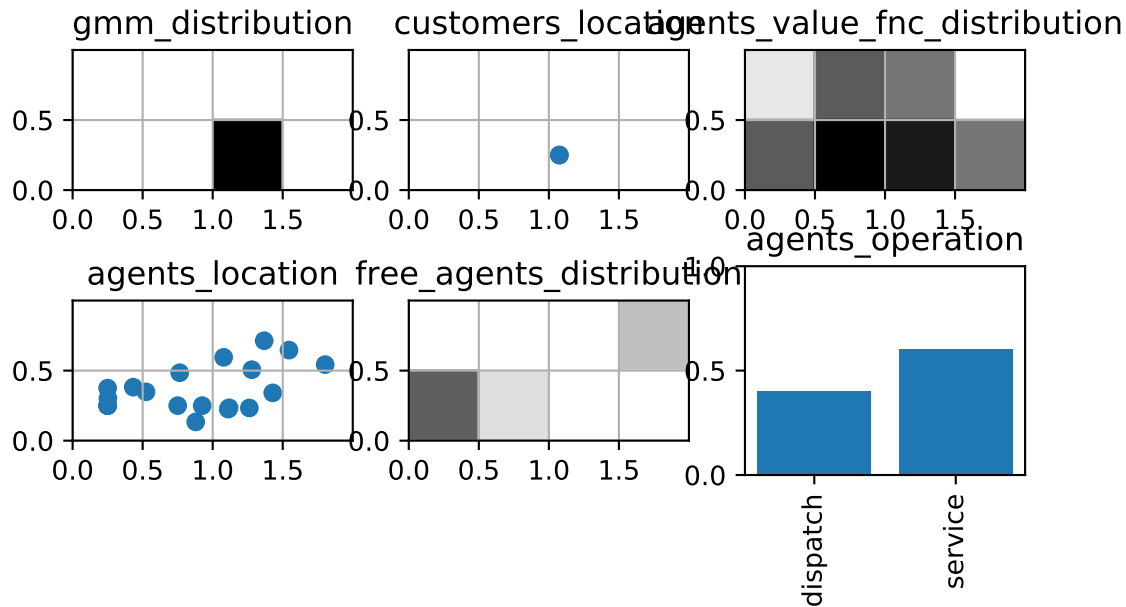 gmm_distribution
0.5
0.0
0.0 0.5 1.0 1.5
customers_location
0.5
0.0
0.0 0.5 1.0 1.5
agents_value_fnc_distribution
0.5
0.0
0.0 0.5 1.0 1.5
agents_location
0.5
0.0
0.0 0.5 1.0 1.5
free_agents_distribution
0.5
0.0
0.0 0.5 1.0 1.5
agents_operation
1.0
0.5
0.0
dispatch
service